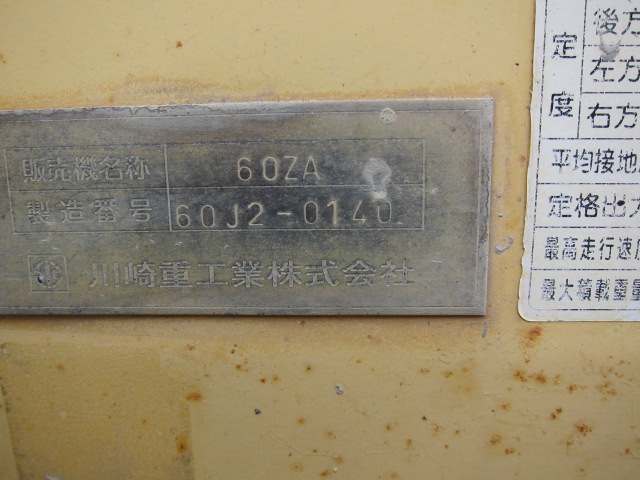 販売機名称 60ZA
製造番号 60J2-0140
川崎重工業株式会社
定度
後方
左方
右方
平均接地
定格出力
最高走行速度
最大積載重量